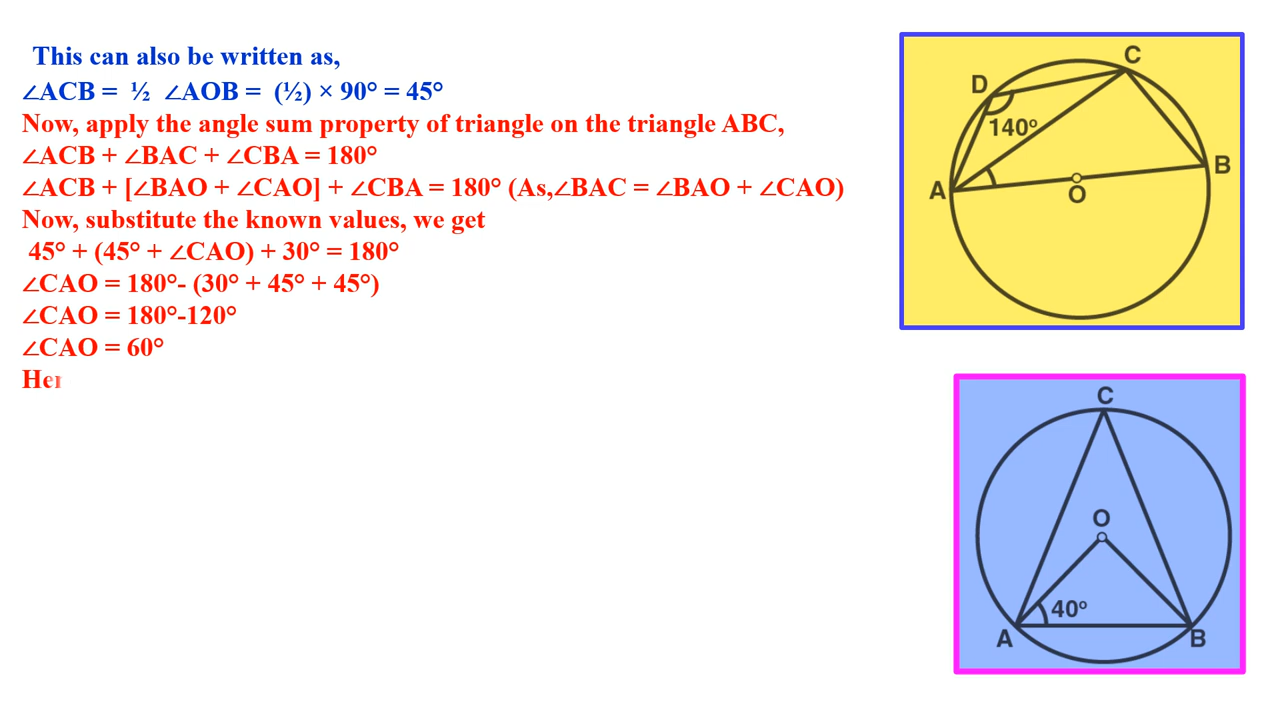 This can also be written as,
∠ACB = ½ ∠AOB = (½) × 90° = 45°
Now, apply the angle sum property of triangle on the triangle ABC,
∠ACB + ∠BAC + ∠CBA = 180°
∠ACB + [∠BAO + ∠CAO] + ∠CBA = 180° (As,∠BAC = ∠BAO + ∠CAO)
Now, substitute the known values, we get
45° + (45° + ∠CAO) + 30° = 180°
∠CAO = 180°- (30° + 45° + 45°)
∠CAO = 180°-120°
∠CAO = 60°
C
D
140°
B
A
O
C
O
40°
A
B